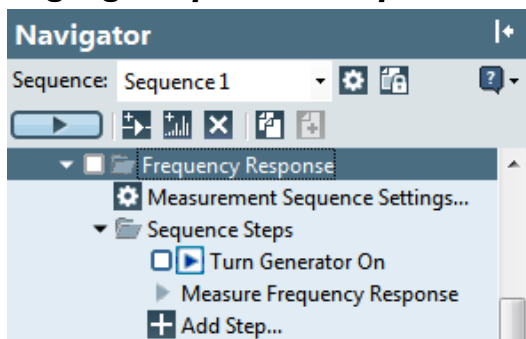 Navigator
Sequence: Sequence 1
Frequency Response
Measurement Sequence Settings...
Sequence Steps
Turn Generator On
Measure Frequency Response
Add Step...